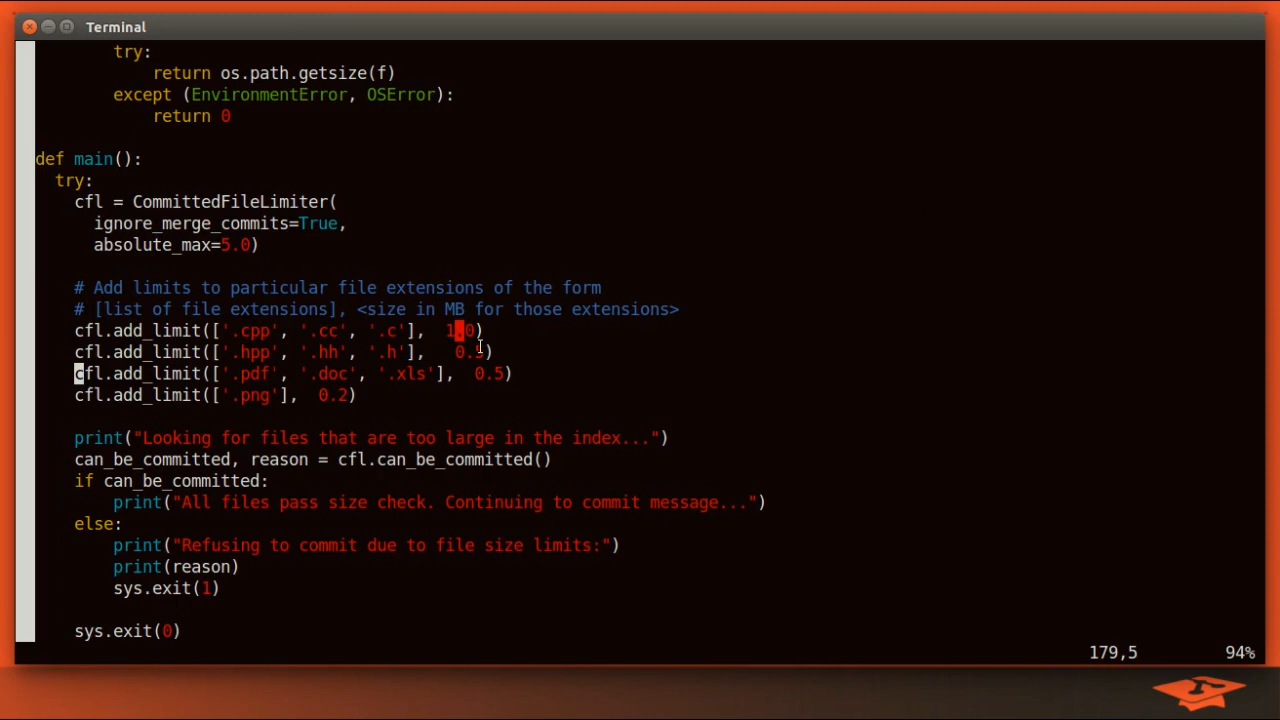 Terminal
try:
return os.path.getsize(f)
except (EnvironmentError, OSError):
return 0
def main():
try:
cfl = CommittedFileLimiter(
ignore_merge_commits=True,
absolute_max=5.0)
# Add limits to particular file extensions of the form
# [list of file extensions], <size in MB for those extensions>
cfl.add_limit(['.cpp', '.cc', '.c'], 1.0)
cfl.add_limit(['.hpp', '.hh', '.h'], 0.5)
cfl.add_limit(['.pdf', '.doc', '.xls'], 0.5)
cfl.add_limit(['.png'], 0.2)
print("Looking for files that are too large in the index...")
can_be_committed, reason = cfl.can_be_committed()
if can_be_committed:
print("All files pass size check. Continuing to commit message...")
else:
print("Refusing to commit due to file size limits:")
print(reason)
sys.exit(1)
sys.exit(0)
179,5 94%